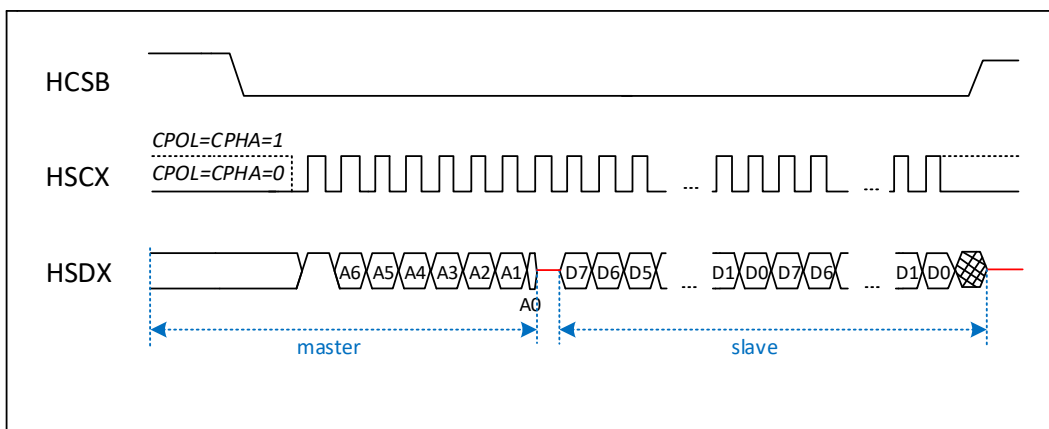 HCSB
CPOL=CPHA=1
CPOL=CPHA=0
HSCX
... ...
HSDX
A6 A5 A4 A3 A2 A1 D7 D6 D5 ... D1 D0 D7 D6 ... D1 D0
A0
master slave